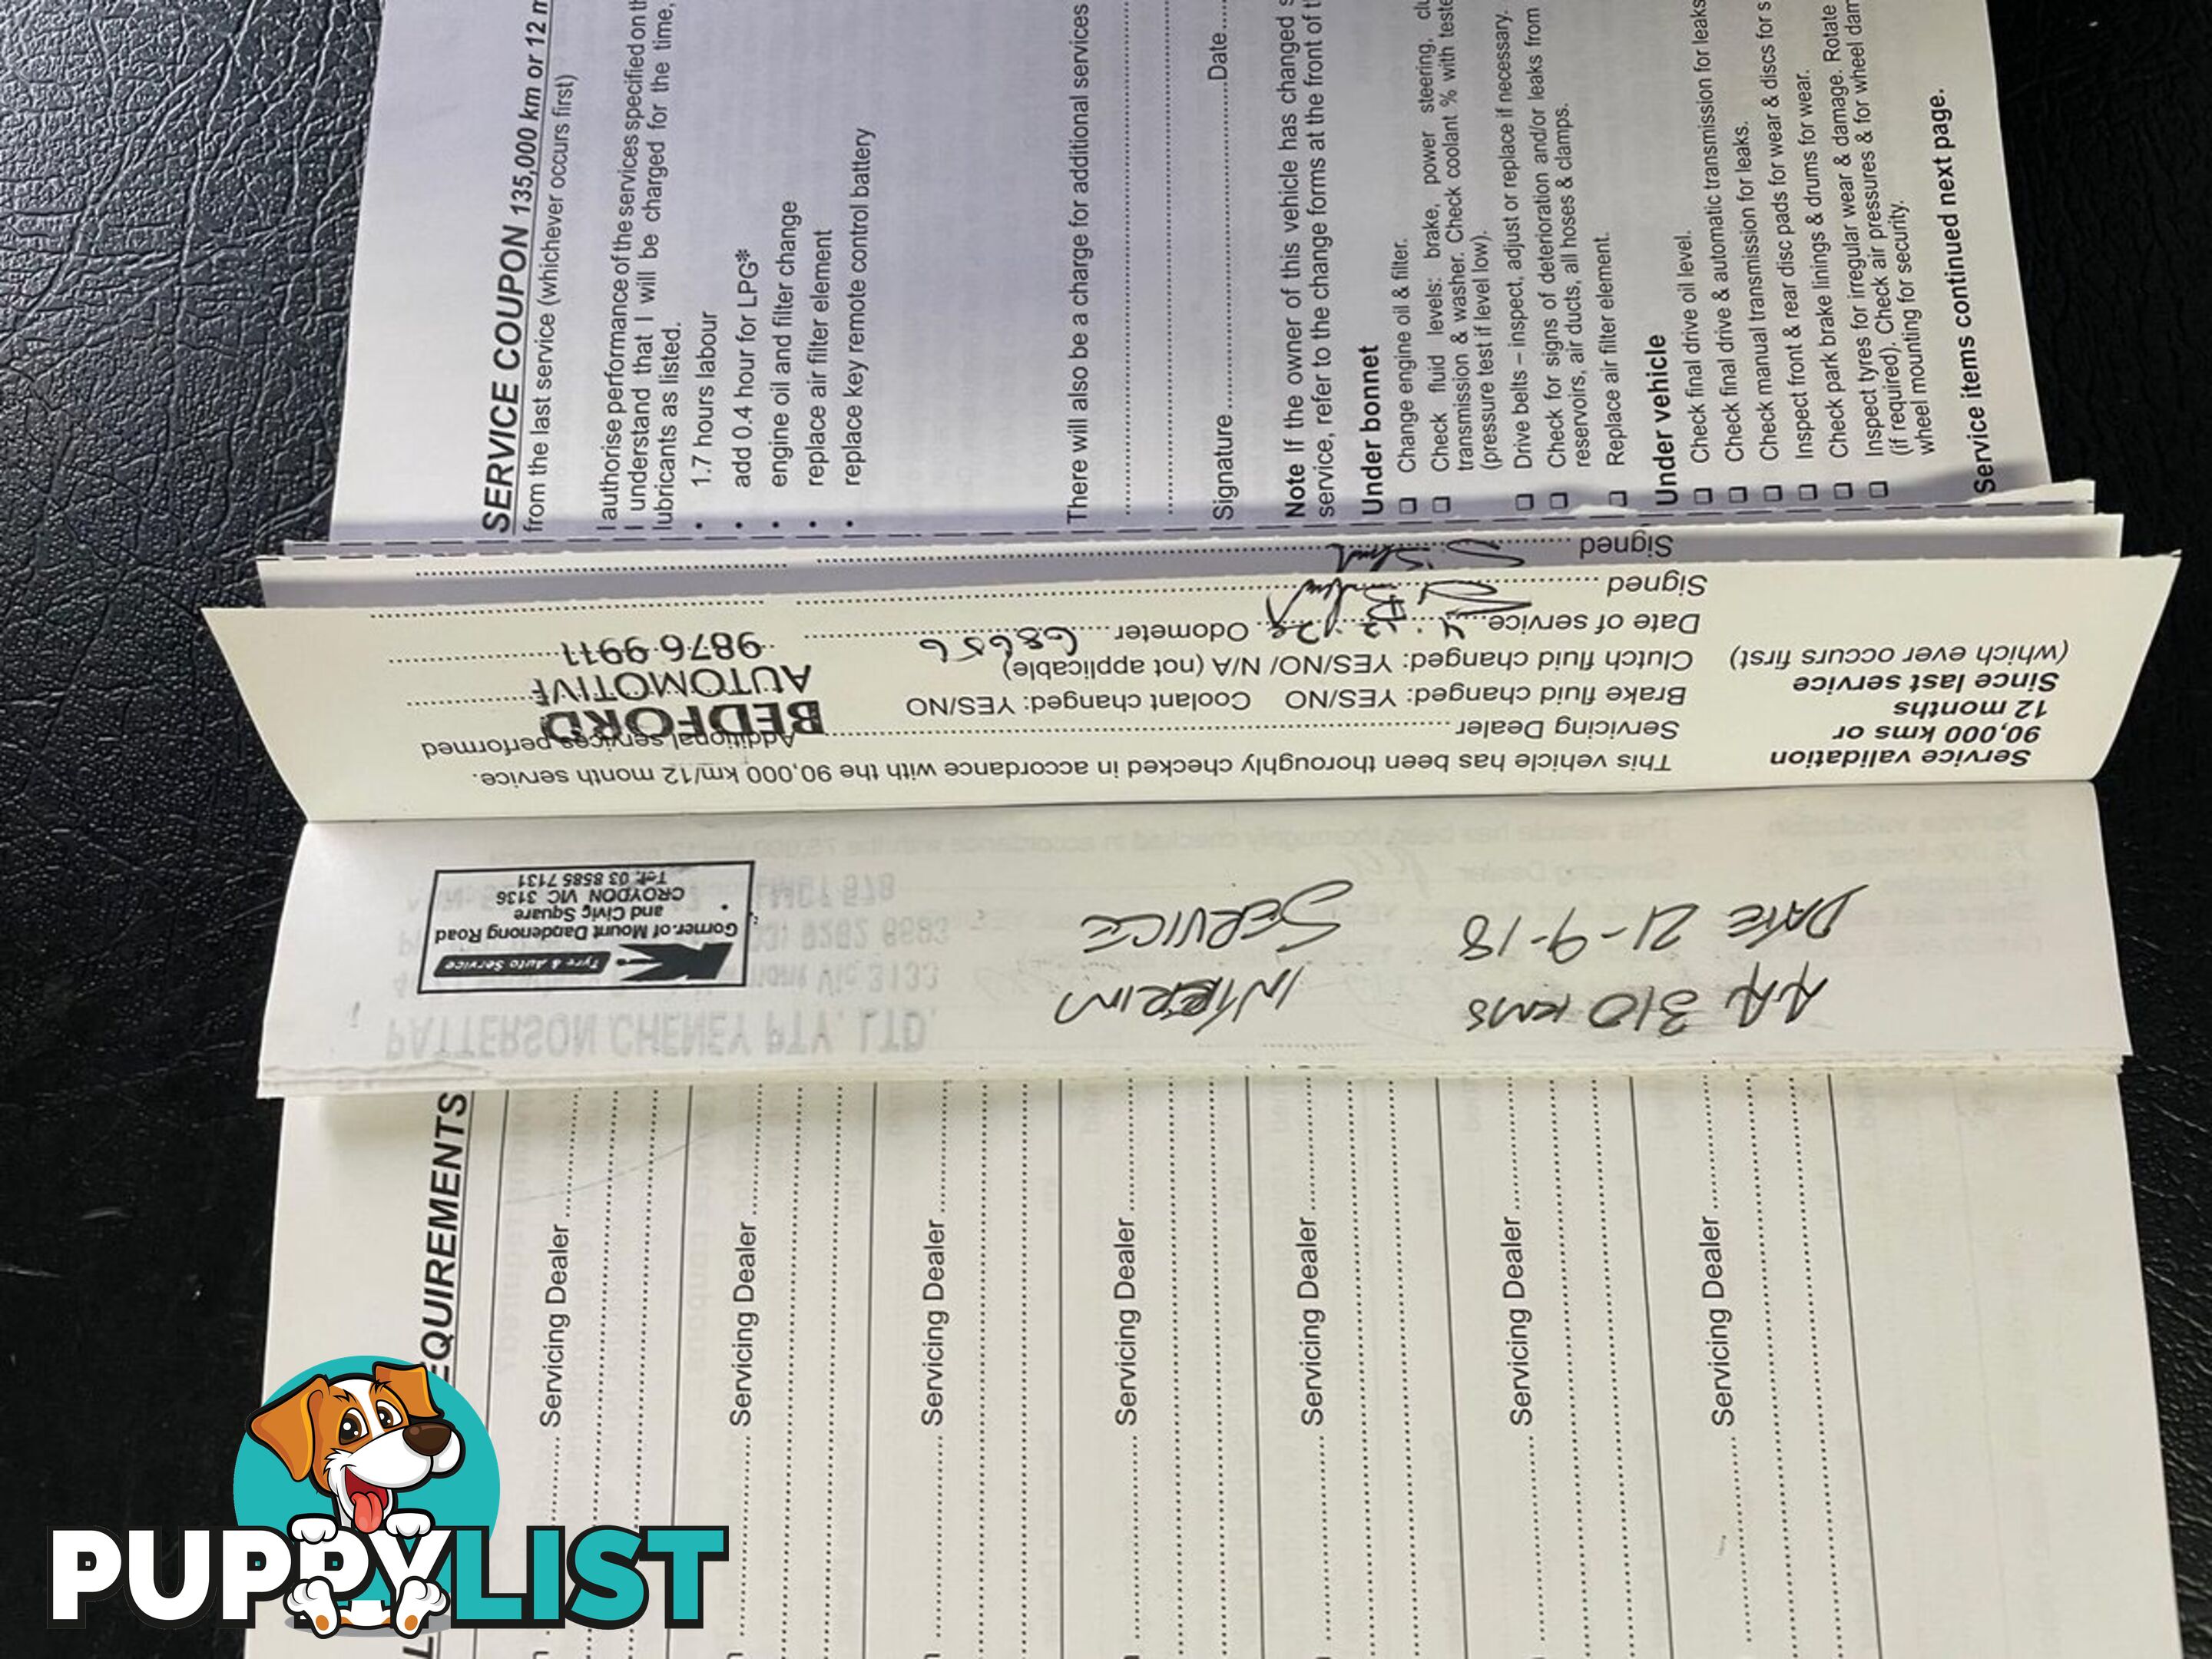 SERVICE COUPON 135,000 km or 12 m
from the last service (whichever occurs first)
I authorise performance of the services specified on th
I understand that I will be charged for the time,
lubricants as listed.
• 1.7 hours labour
• add 0.4 hour for LPG*
• engine oil and filter change
• replace air filter element
• replace key remote control battery
There will also be a charge for additional services
Signature..............Date....
Note If the owner of this vehicle has changed s
service, refer to the change forms at the front of t
Under bonnet
❏ Change engine oil & filter.
❏ Check fluid levels: brake, power steering, clu
transmission & washer. Check coolant % with teste
(pressure test if level low).
❏ Drive belts – inspect, adjust or replace if necessary.
❏ Check for signs of deterioration and/or leaks from
reservoirs, air ducts, all hoses & clamps.
❏ Replace air filter element.
Under vehicle
❏ Check final drive oil level.
❏ Check final drive & automatic transmission for leaks
❏ Check manual transmission for leaks.
❏ Inspect front & rear disc pads for wear & discs for s
❏ Check park brake linings & drums for wear.
❏ Inspect tyres for irregular wear & damage. Rotate
(if required). Check air pressures & for wheel dam
wheel mounting for security.
Service items continued next page.
Service validation
90,000 kms or
12 months
Since last service
(which ever occurs first)
This vehicle has been thoroughly checked in accordance with the 90,000 km/12 month service.
Servicing Dealer
Additional services performed
BEDFORD
AUTOMOTIVE
9876 9911
Brake fluid changed: YES/NO Coolant changed: YES/NO
Clutch fluid changed: YES/NO/ N/A (not applicable)
Date of service Odometer 68656
Signed
Signed
AA 310 KMS INTERIM
DATE 21-9-18 SERVICE
Tyre & Auto Service
Corner of Mount Dandenong Road
and Civic Square
CROYDON VIC 3136
Tel: 03 8585 7131
PATTERSON CHENEY PTY. LTD.
EQUIREMENTS
Servicing Dealer
Servicing Dealer
Servicing Dealer
Servicing Dealer
Servicing Dealer
Servicing Dealer
Servicing Dealer
PUPPYLIST